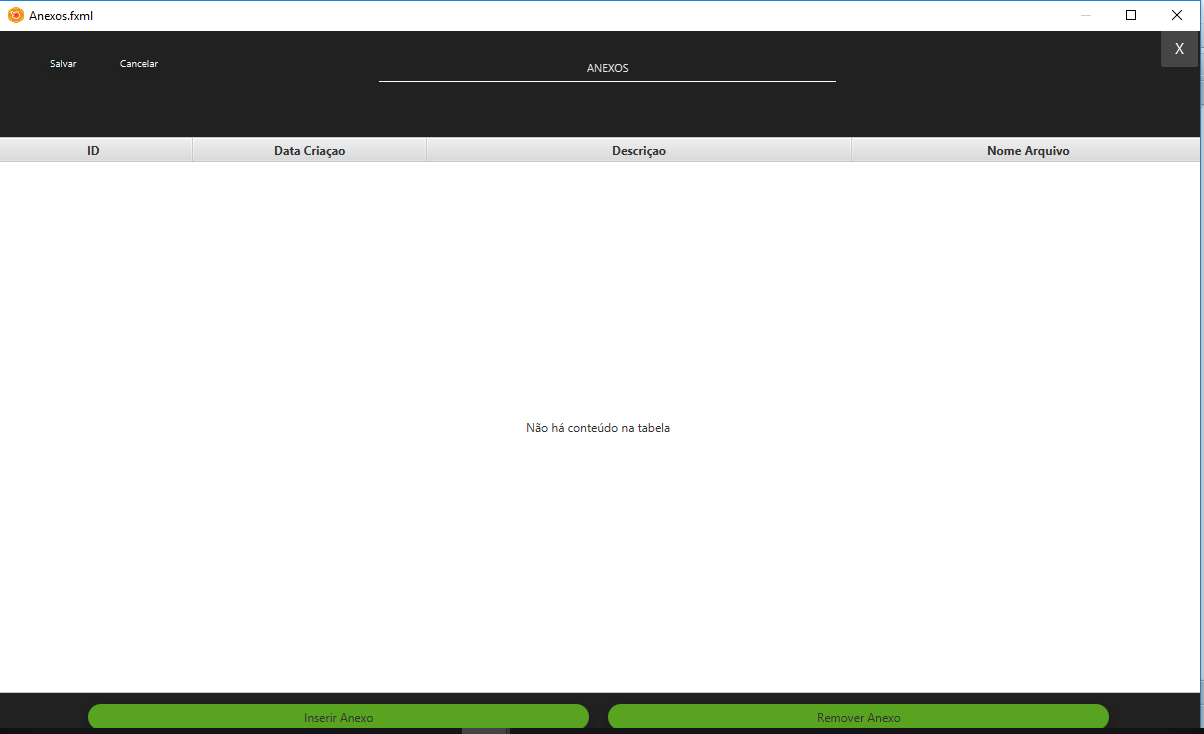 Anexos.fxml
X
Salvar Cancelar
ANEXOS
ID Data Criaçao Descriçao Nome Arquivo
Não há conteúdo na tabela
Inserir Anexo Remover Anexo